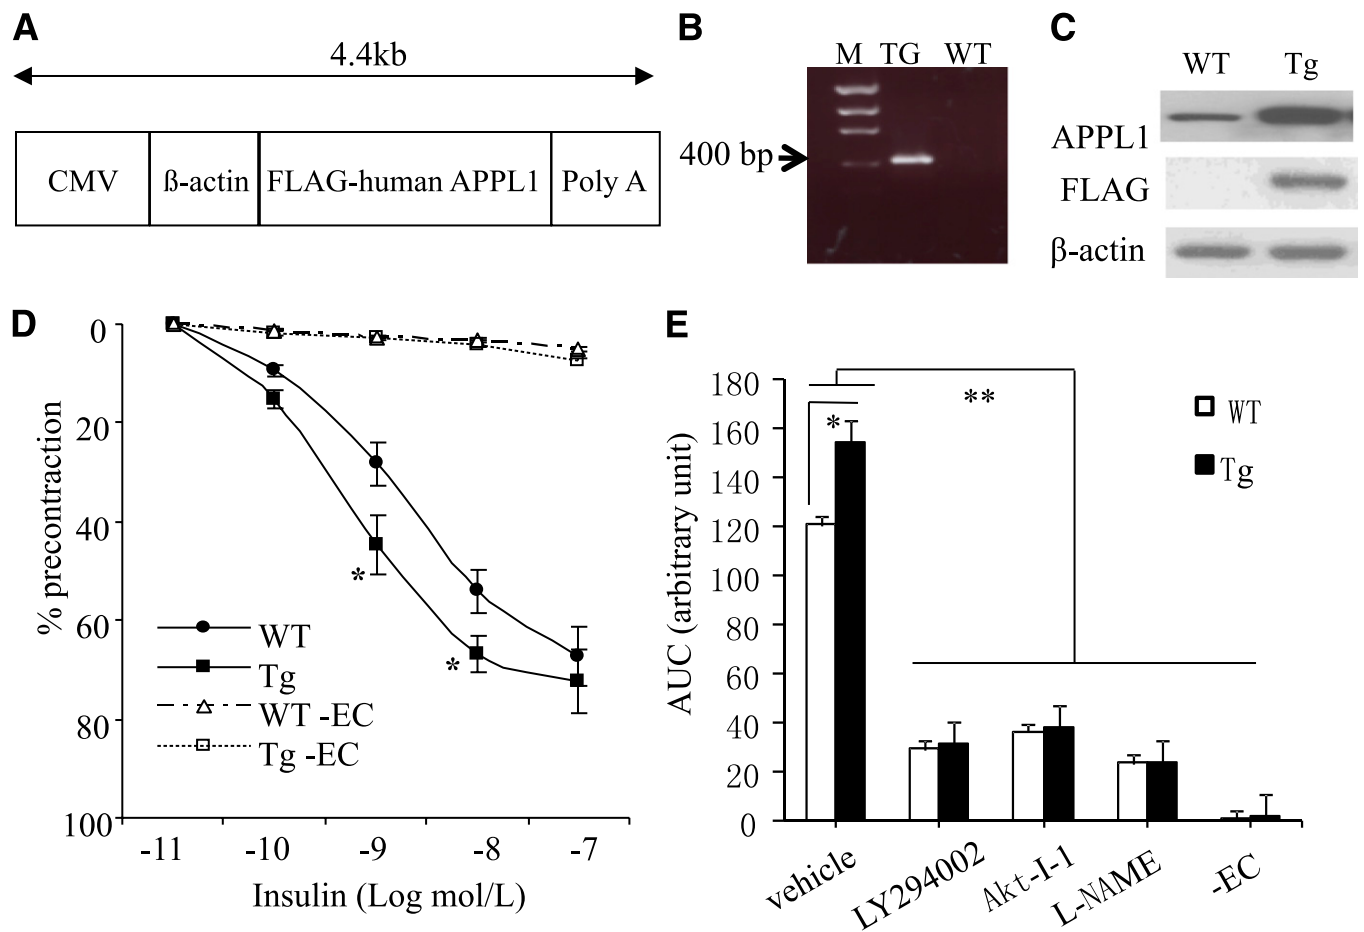 A
4.4kb
CMV
ß-actin
FLAG-human APPL1
Poly A
B
M TG WT
400 bp
C
WT Tg
APPL1
FLAG
β-actin
D
% precontraction
0
20
40
60
80
100
-11 -10 -9 -8 -7
Insulin (Log mol/L)
*
*
WT
Tg
WT -EC
Tg -EC
E
AUC (arbitrary unit)
180
160
140
120
100
80
60
40
20
0
**
*
WT
Tg
vehicle
LY294002
Akt-I-1
L-NAME
-EC